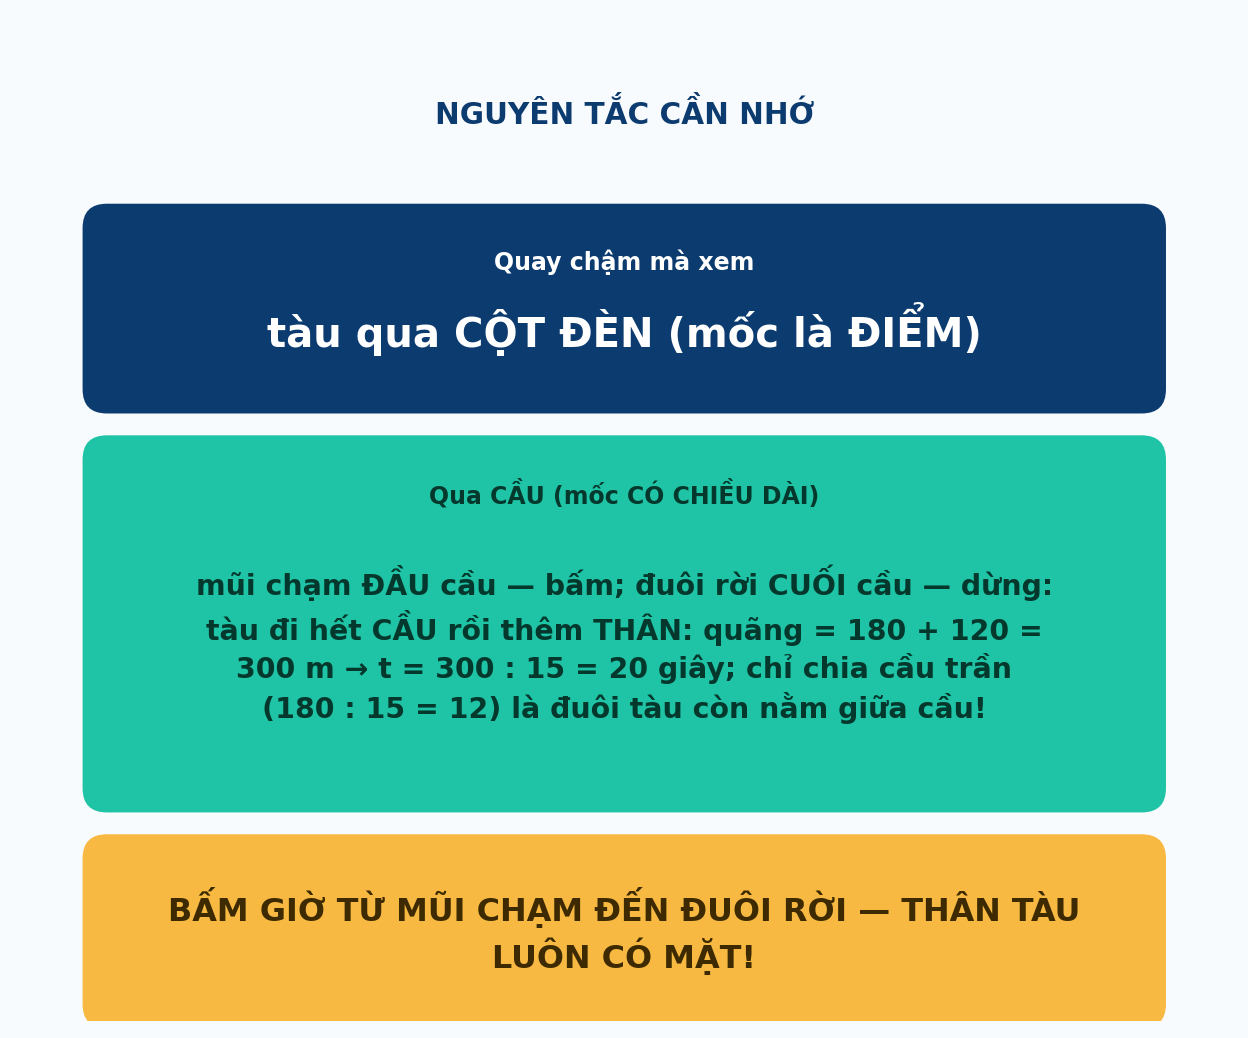 NGUYÊN TẮC CẦN NHỚ
Quay chậm mà xem
tàu qua CỘT ĐÈN (mốc là ĐIỂM)
Qua CẦU (mốc CÓ CHIỀU DÀI)
mũi chạm ĐẦU cầu — bấm; đuôi rời CUỐI cầu — dừng:
tàu đi hết CẦU rồi thêm THÂN: quãng = 180 + 120 =
300 m → t = 300 : 15 = 20 giây; chỉ chia cầu trần
(180 : 15 = 12) là đuôi tàu còn nằm giữa cầu!
BẤM GIỜ TỪ MŨI CHẠM ĐẾN ĐUÔI RỜI — THÂN TÀU
LUÔN CÓ MẶT!